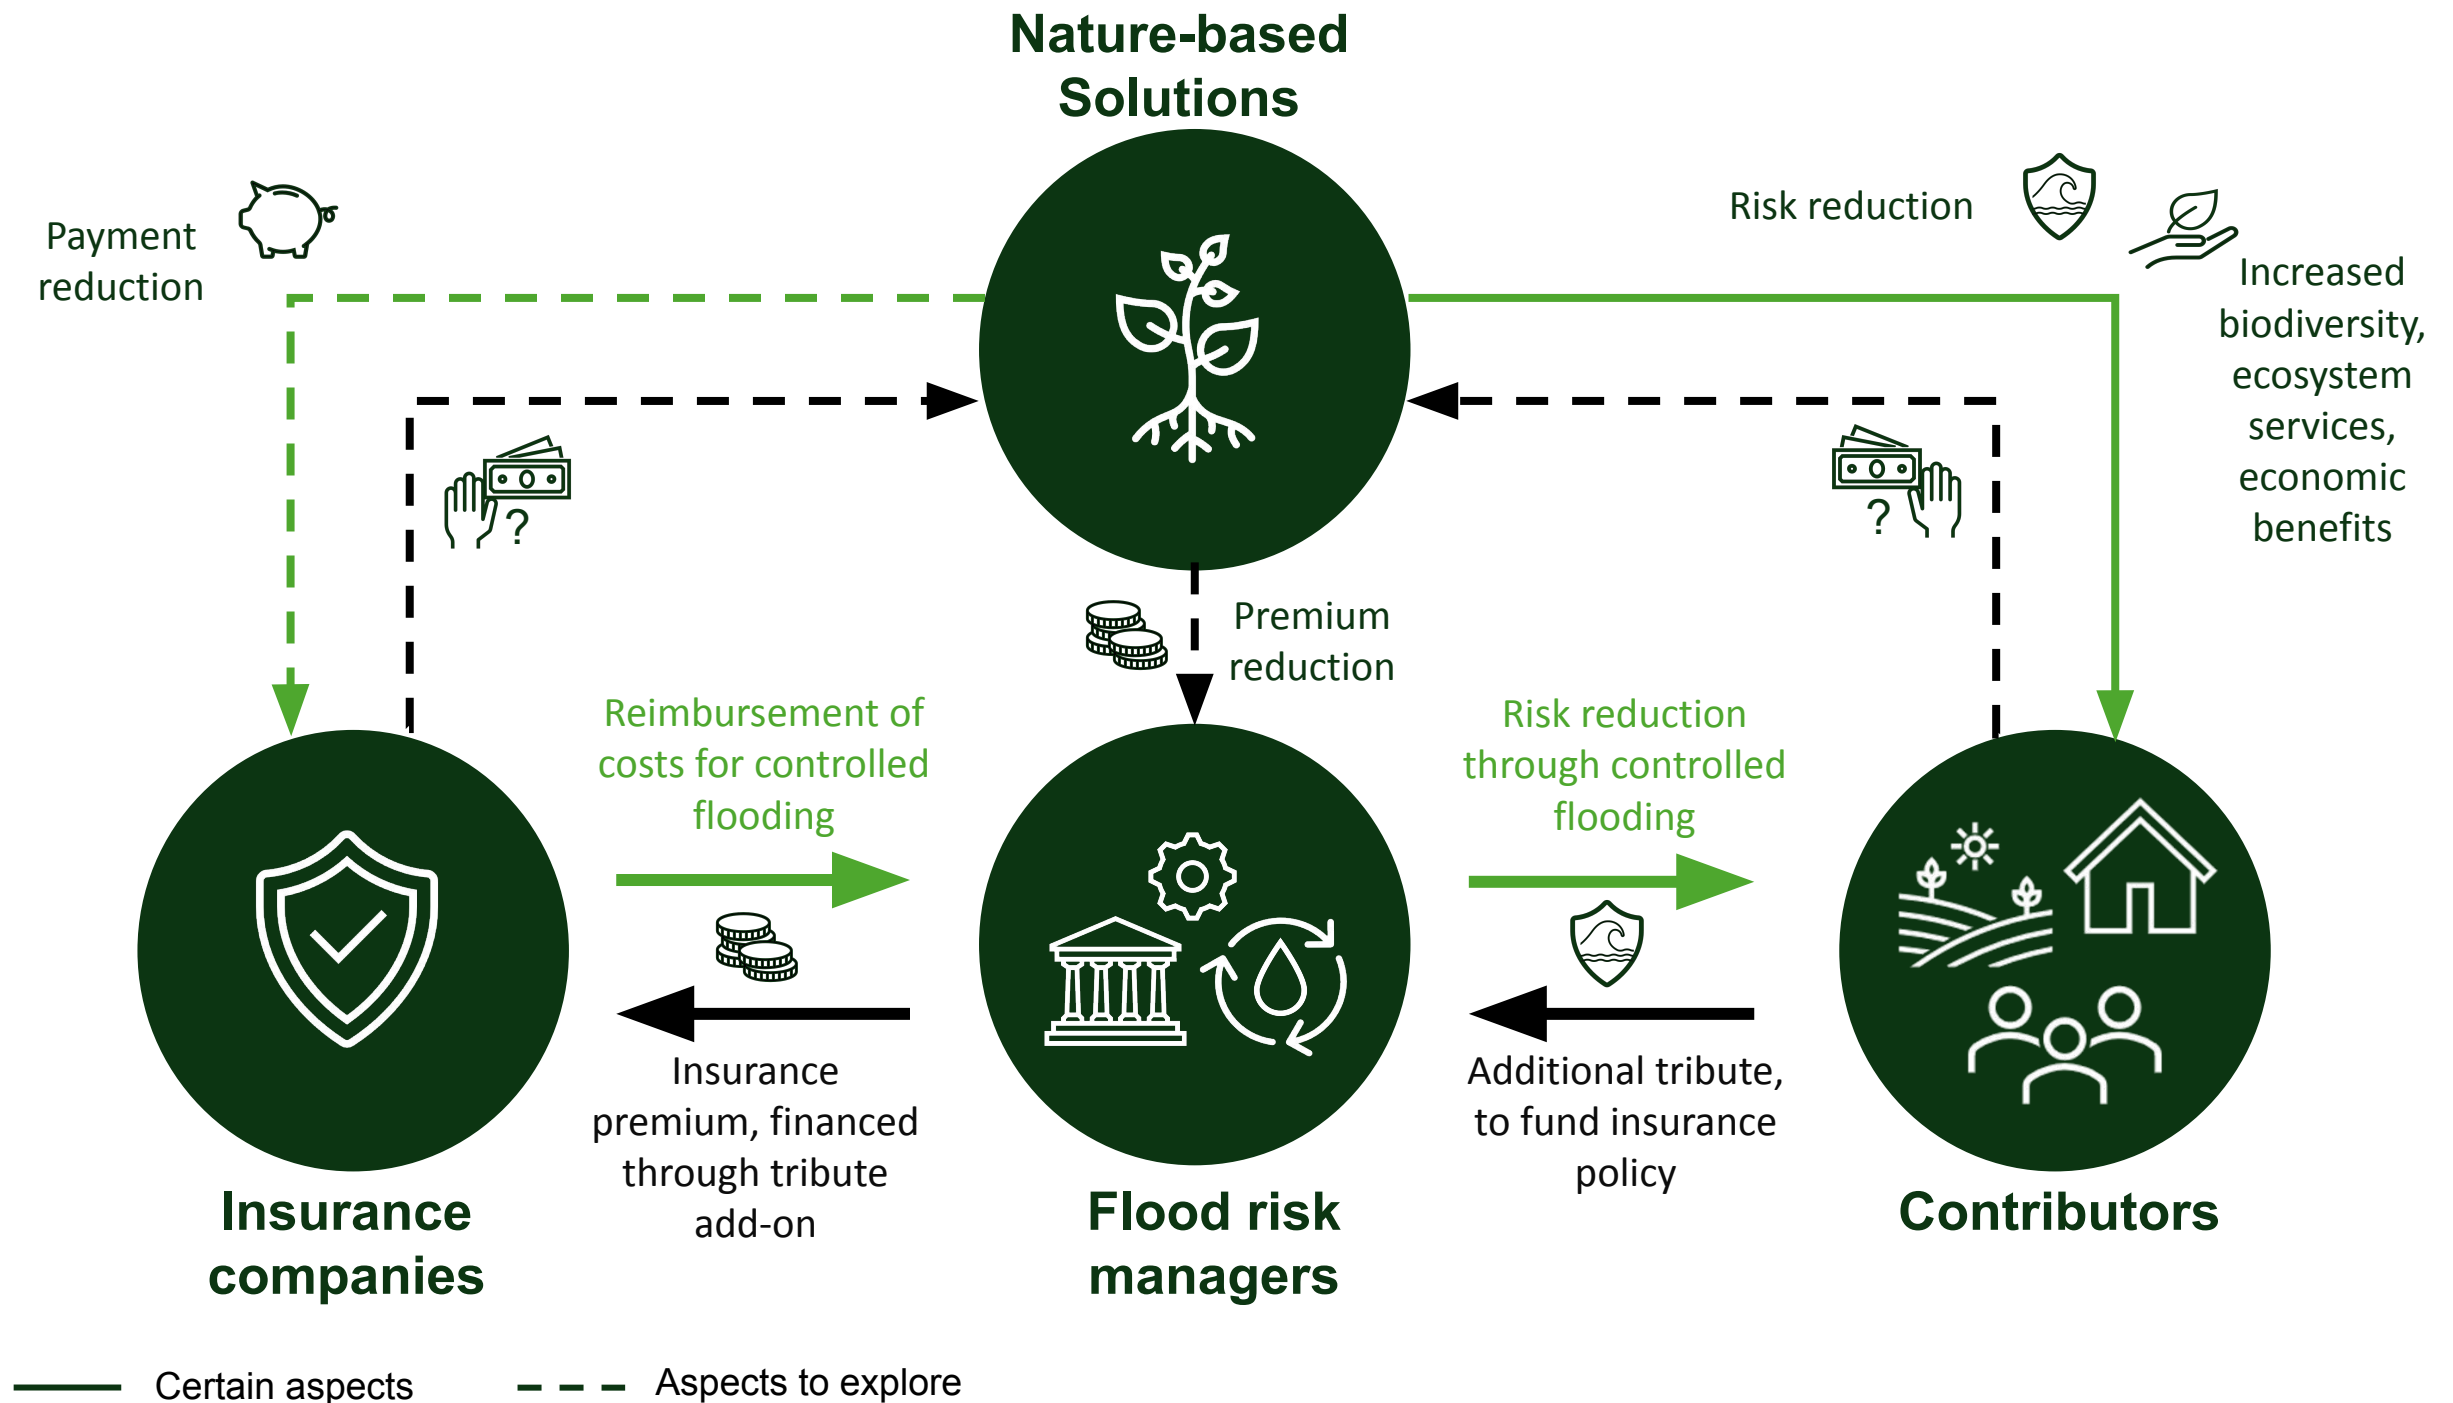 Nature-based
Solutions
Payment
reduction
Risk reduction
Increased
biodiversity,
ecosystem
services,
economic
benefits
?
?
Premium
reduction
Reimbursement of
costs for controlled
flooding
Risk reduction
through controlled
flooding
Insurance
premium, financed
through tribute
add-on
Additional tribute,
to fund insurance
policy
Insurance
companies
Flood risk
managers
Contributors
Certain aspects
Aspects to explore